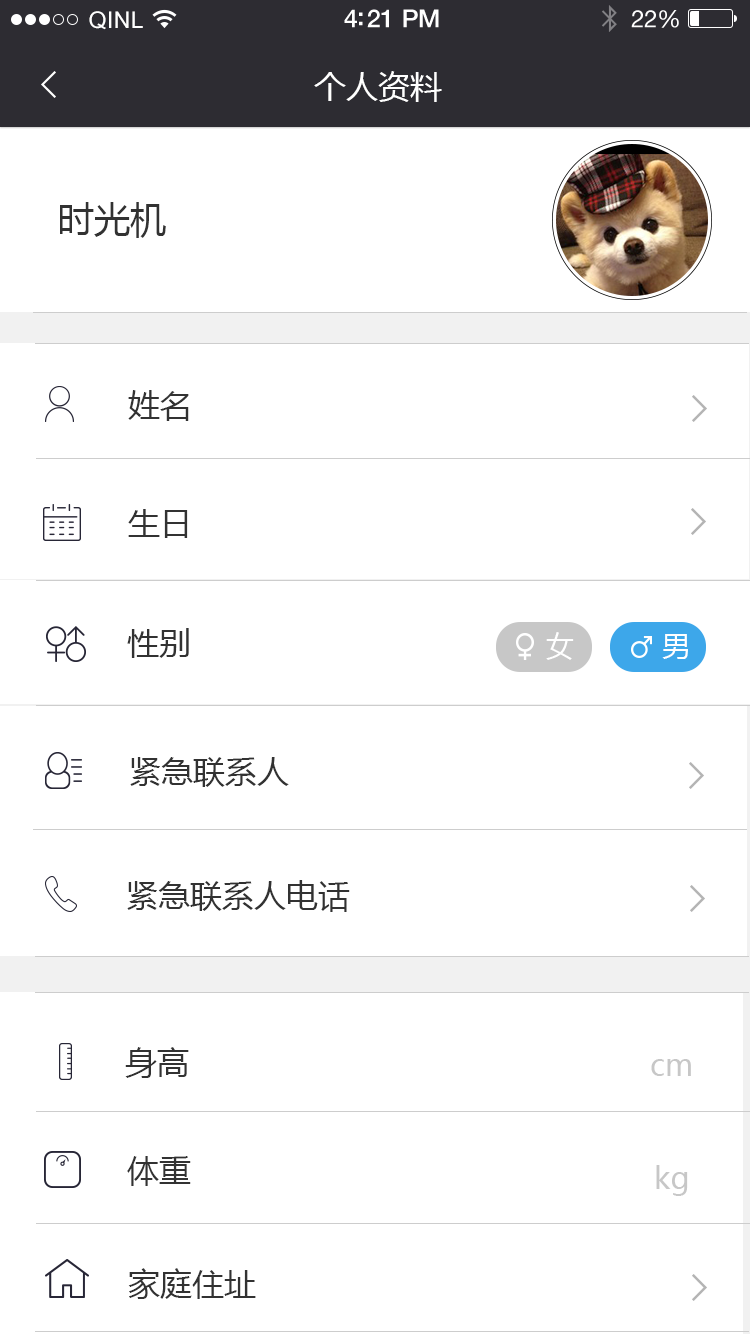 QINL 4:21 PM 22%
个人资料
时光机
姓名
生日
性别 女 男
紧急联系人
紧急联系人电话
身高 cm
体重 kg
家庭住址